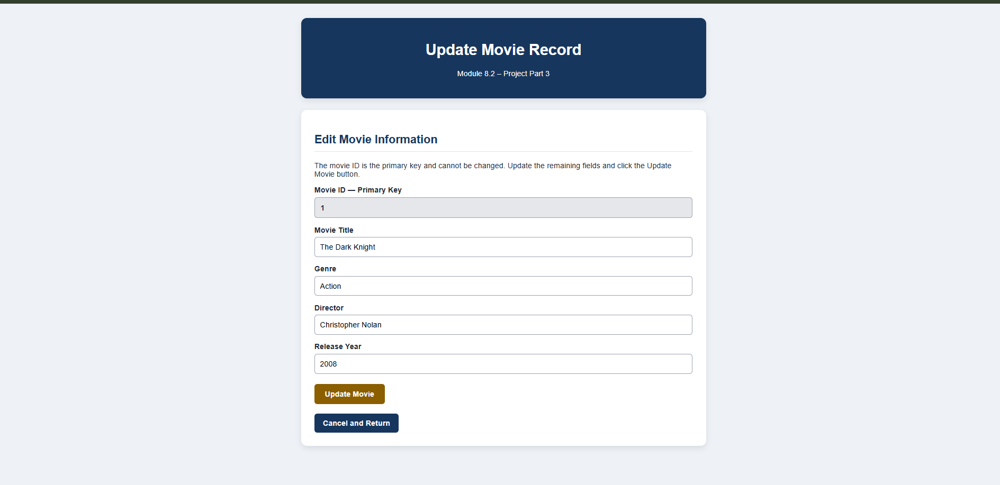 Update Movie Record
Module 8.2 – Project Part 3
Edit Movie Information
The movie ID is the primary key and cannot be changed. Update the remaining fields and click the Update
Movie button.
Movie ID — Primary Key
1
Movie Title
The Dark Knight
Genre
Action
Director
Christopher Nolan
Release Year
2008
Update Movie
Cancel and Return